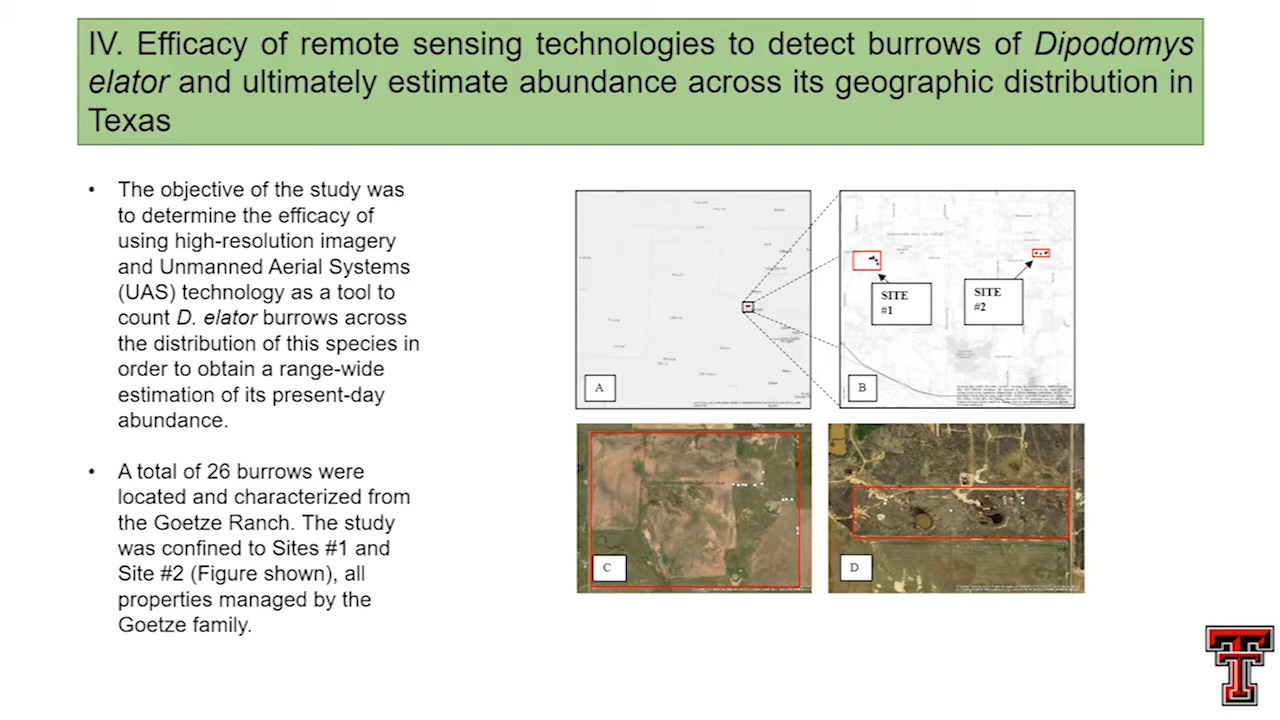 IV. Efficacy of remote sensing technologies to detect burrows of Dipodomys
elator and ultimately estimate abundance across its geographic distribution in
Texas
• The objective of the study was
to determine the efficacy of
using high-resolution imagery
and Unmanned Aerial Systems
(UAS) technology as a tool to
count D. elator burrows across
the distribution of this species in
order to obtain a range-wide
estimation of its present-day
abundance.
• A total of 26 burrows were
located and characterized from
the Goetze Ranch. The study
was confined to Sites #1 and
Site #2 (Figure shown), all
properties managed by the
Goetze family.
A
SITE
#1
SITE
#2
B
C
D